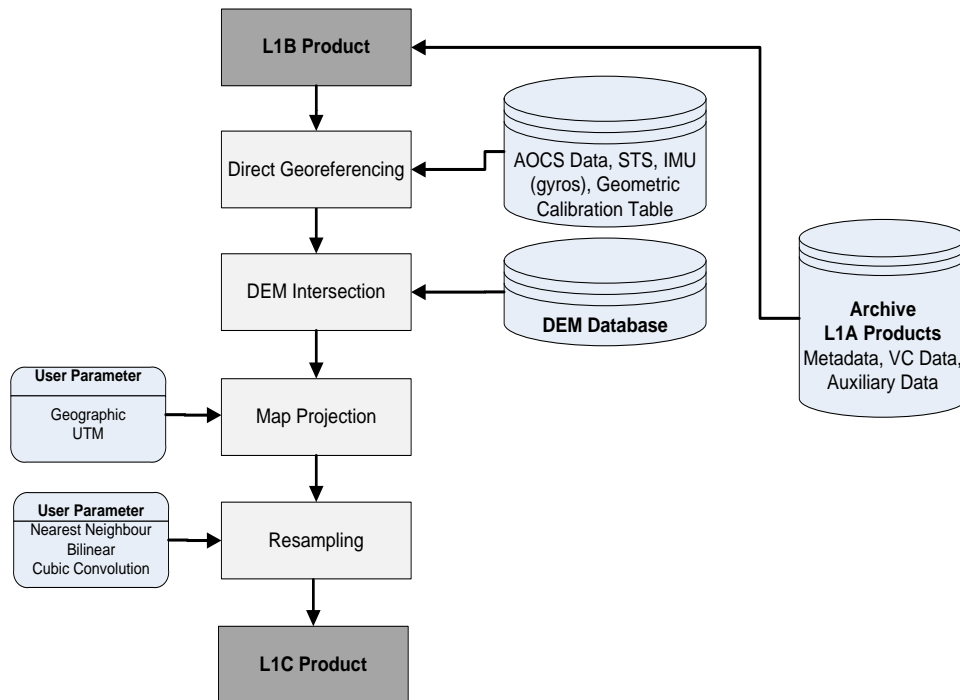 L1B Product
Direct Georeferencing
AOCS Data, STS, IMU
(gyros), Geometric
Calibration Table
DEM Intersection
DEM Database
Archive
L1A Products
Metadata, VC Data,
Auxiliary Data
User Parameter
Geographic
UTM
Map Projection
User Parameter
Nearest Neighbour
Bilinear
Cubic Convolution
Resampling
L1C Product